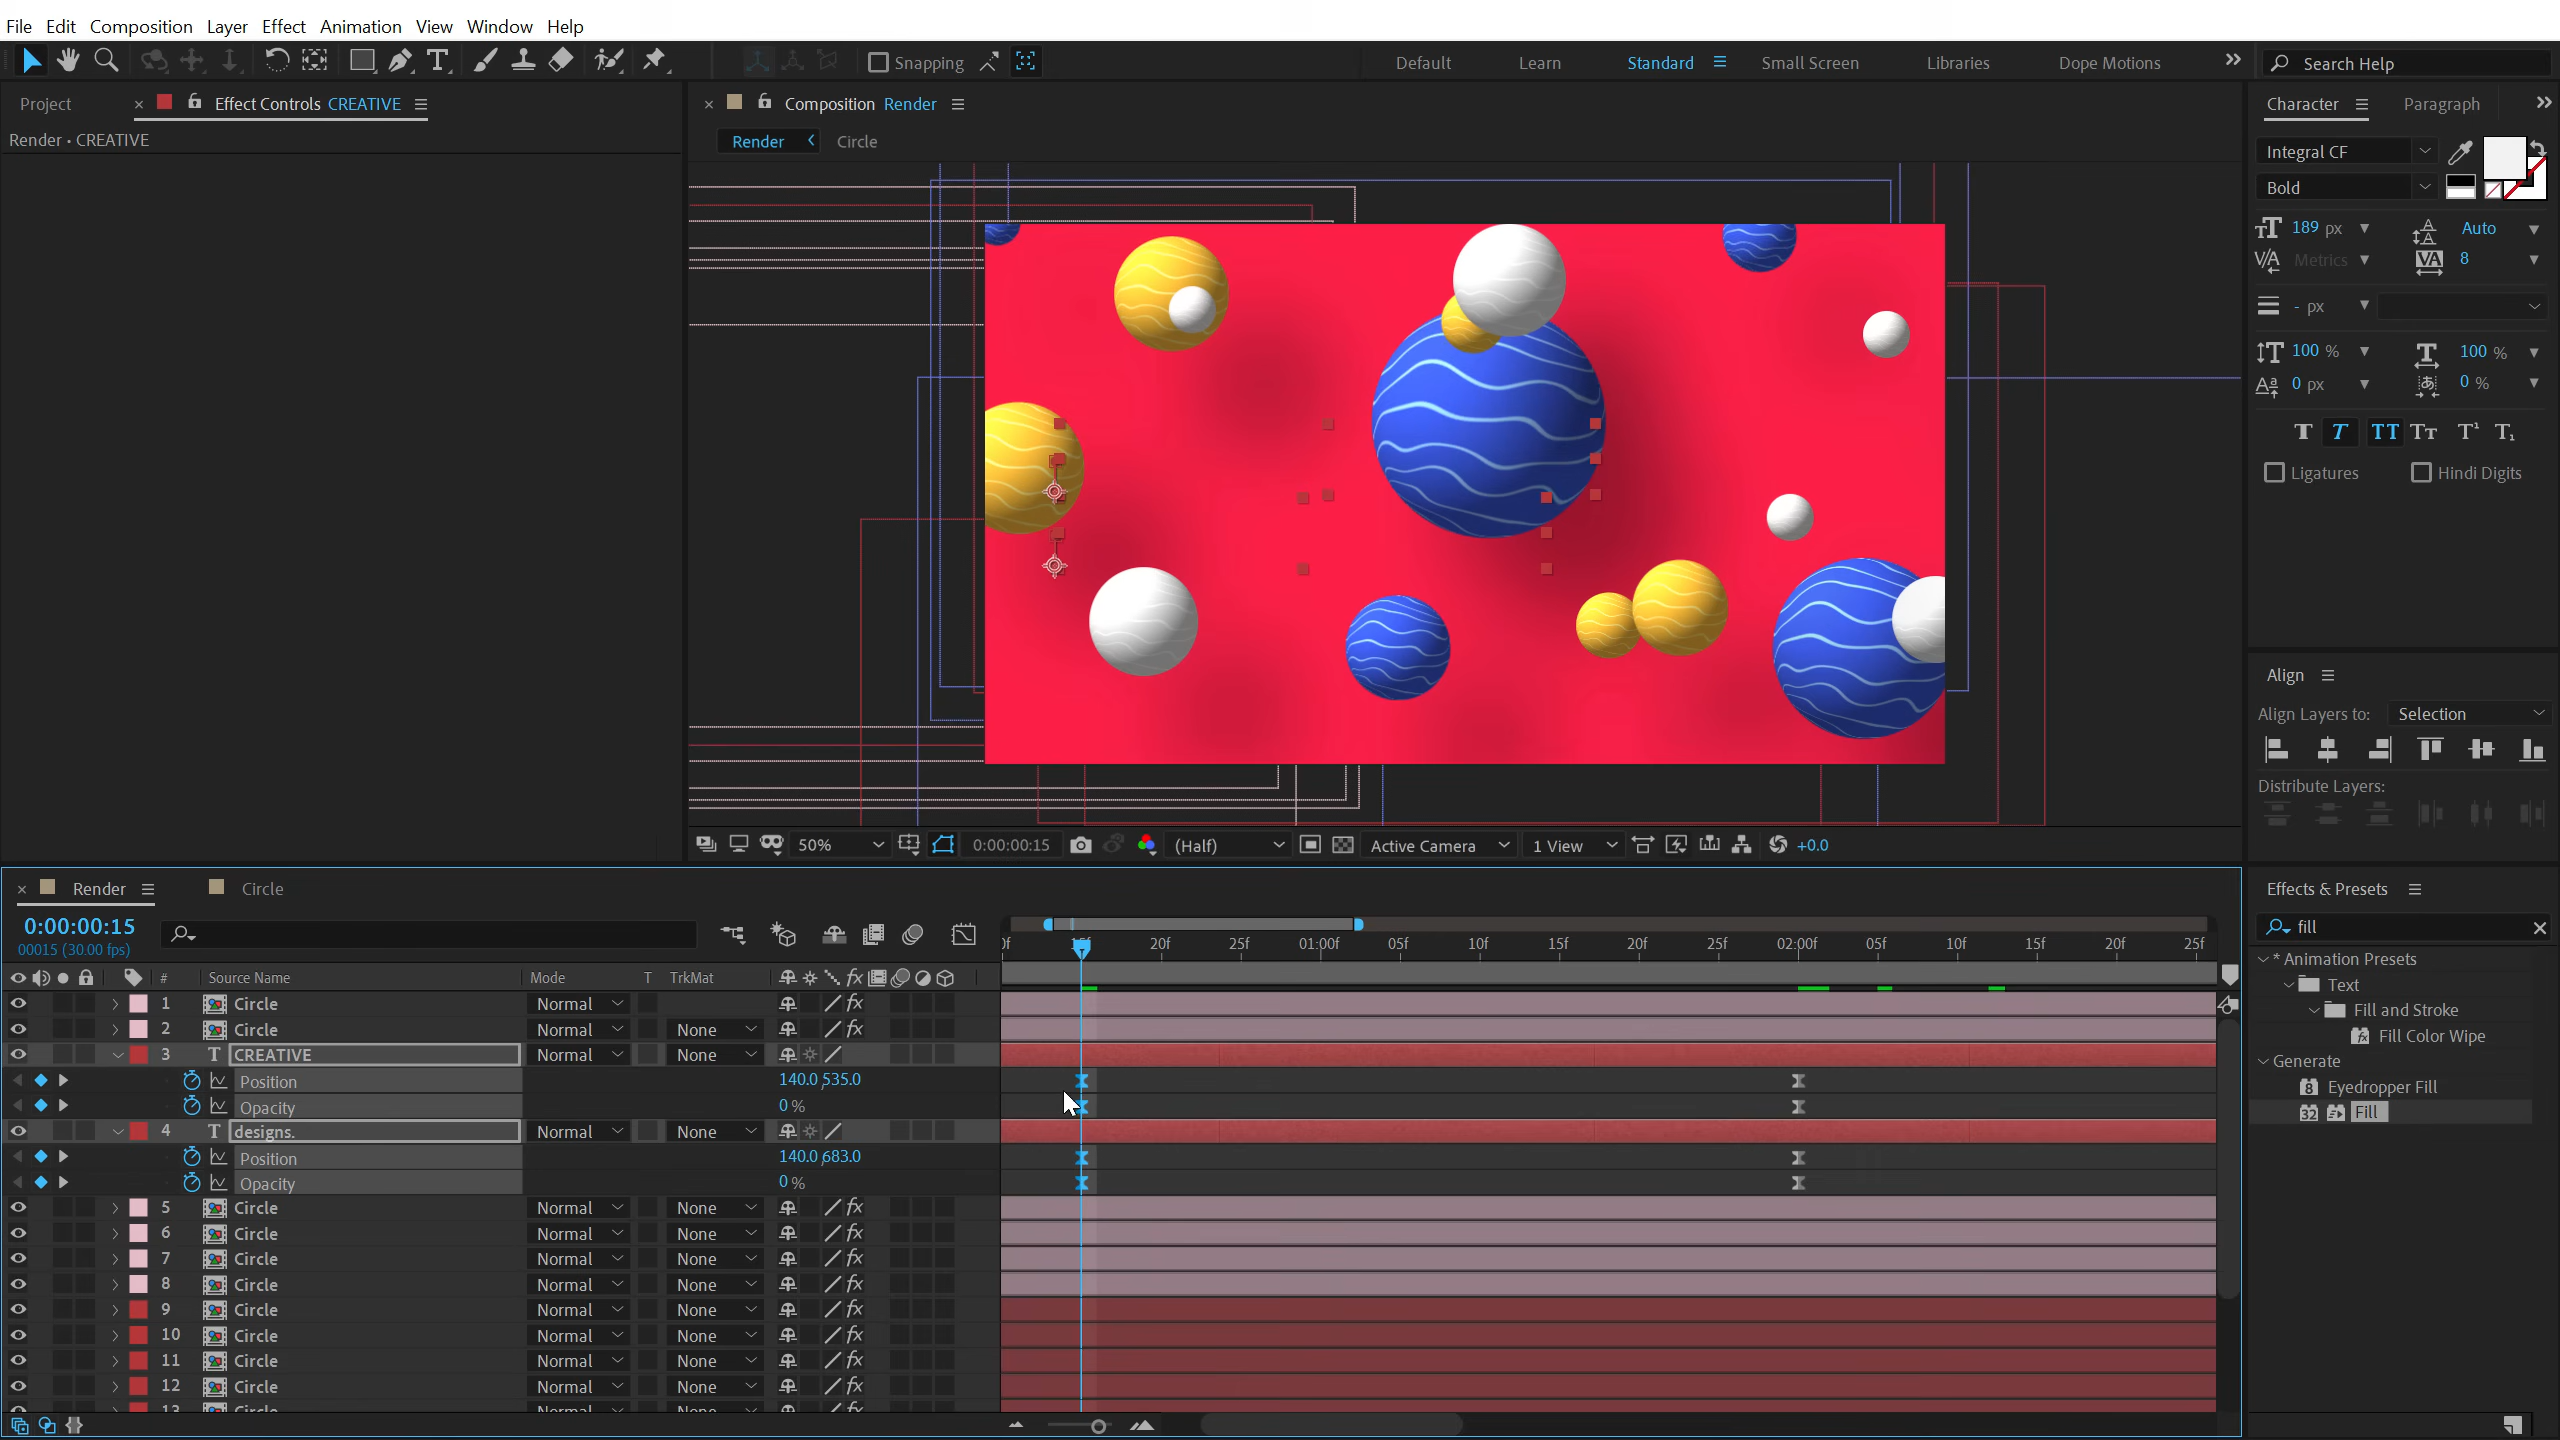 File Edit Composition Layer Effect Animation View Window Help
Snapping Default Learn Standard Small Screen Libraries Dope Motions Search Help
Project Effect Controls CREATIVE Composition Render Character Paragraph
Render • CREATIVE Render Circle
Integral CF
Bold
189 px Auto
Metrics 8
- px
100 % 100 %
0 px 0 %
Ligatures Hindi Digits
Align
Align Layers to: Selection
Distribute Layers:
50% 0:00:00:15 (Half) Active Camera 1 View +0.0
Render Circle Effects & Presets
0:00:00:15 fill
00015 (30.00 fps)
0f 15f 20f 25f 01:00f 05f 10f 15f 20f 25f 02:00f 05f 10f 15f 20f 25f
* Animation Presets
Text
Fill and Stroke
Fill Color Wipe
Generate
Eyedropper Fill
Fill
# Source Name Mode T TrkMat
1 Circle Normal
2 Circle Normal None
3 T CREATIVE Normal None
Position 140.0,535.0
Opacity 0 %
4 T designs. Normal None
Position 140.0,683.0
Opacity 0 %
5 Circle Normal None
6 Circle Normal None
7 Circle Normal None
8 Circle Normal None
9 Circle Normal None
10 Circle Normal None
11 Circle Normal None
12 Circle Normal None
13 Circle Normal None